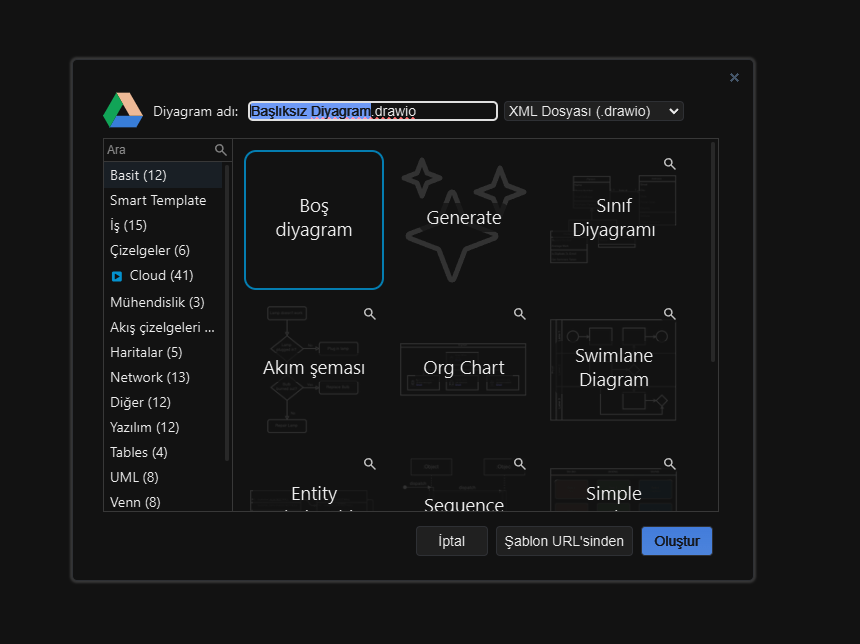 Diyagram adı: Başlıksız Diyagram.drawio XML Dosyası (.drawio)
Ara
Basit (12)
Smart Template
İş (15)
Çizelgeler (6)
Cloud (41)
Mühendislik (3)
Akış çizelgeleri ...
Haritalar (5)
Network (13)
Diğer (12)
Yazılım (12)
Tables (4)
UML (8)
Venn (8)
Boş
diyagram
Generate
Sınıf
Diyagramı
Akım şeması
Org Chart
Swimlane
Diagram
Entity
Sequence
Simple
İptal
Şablon URL'sinden
Oluştur